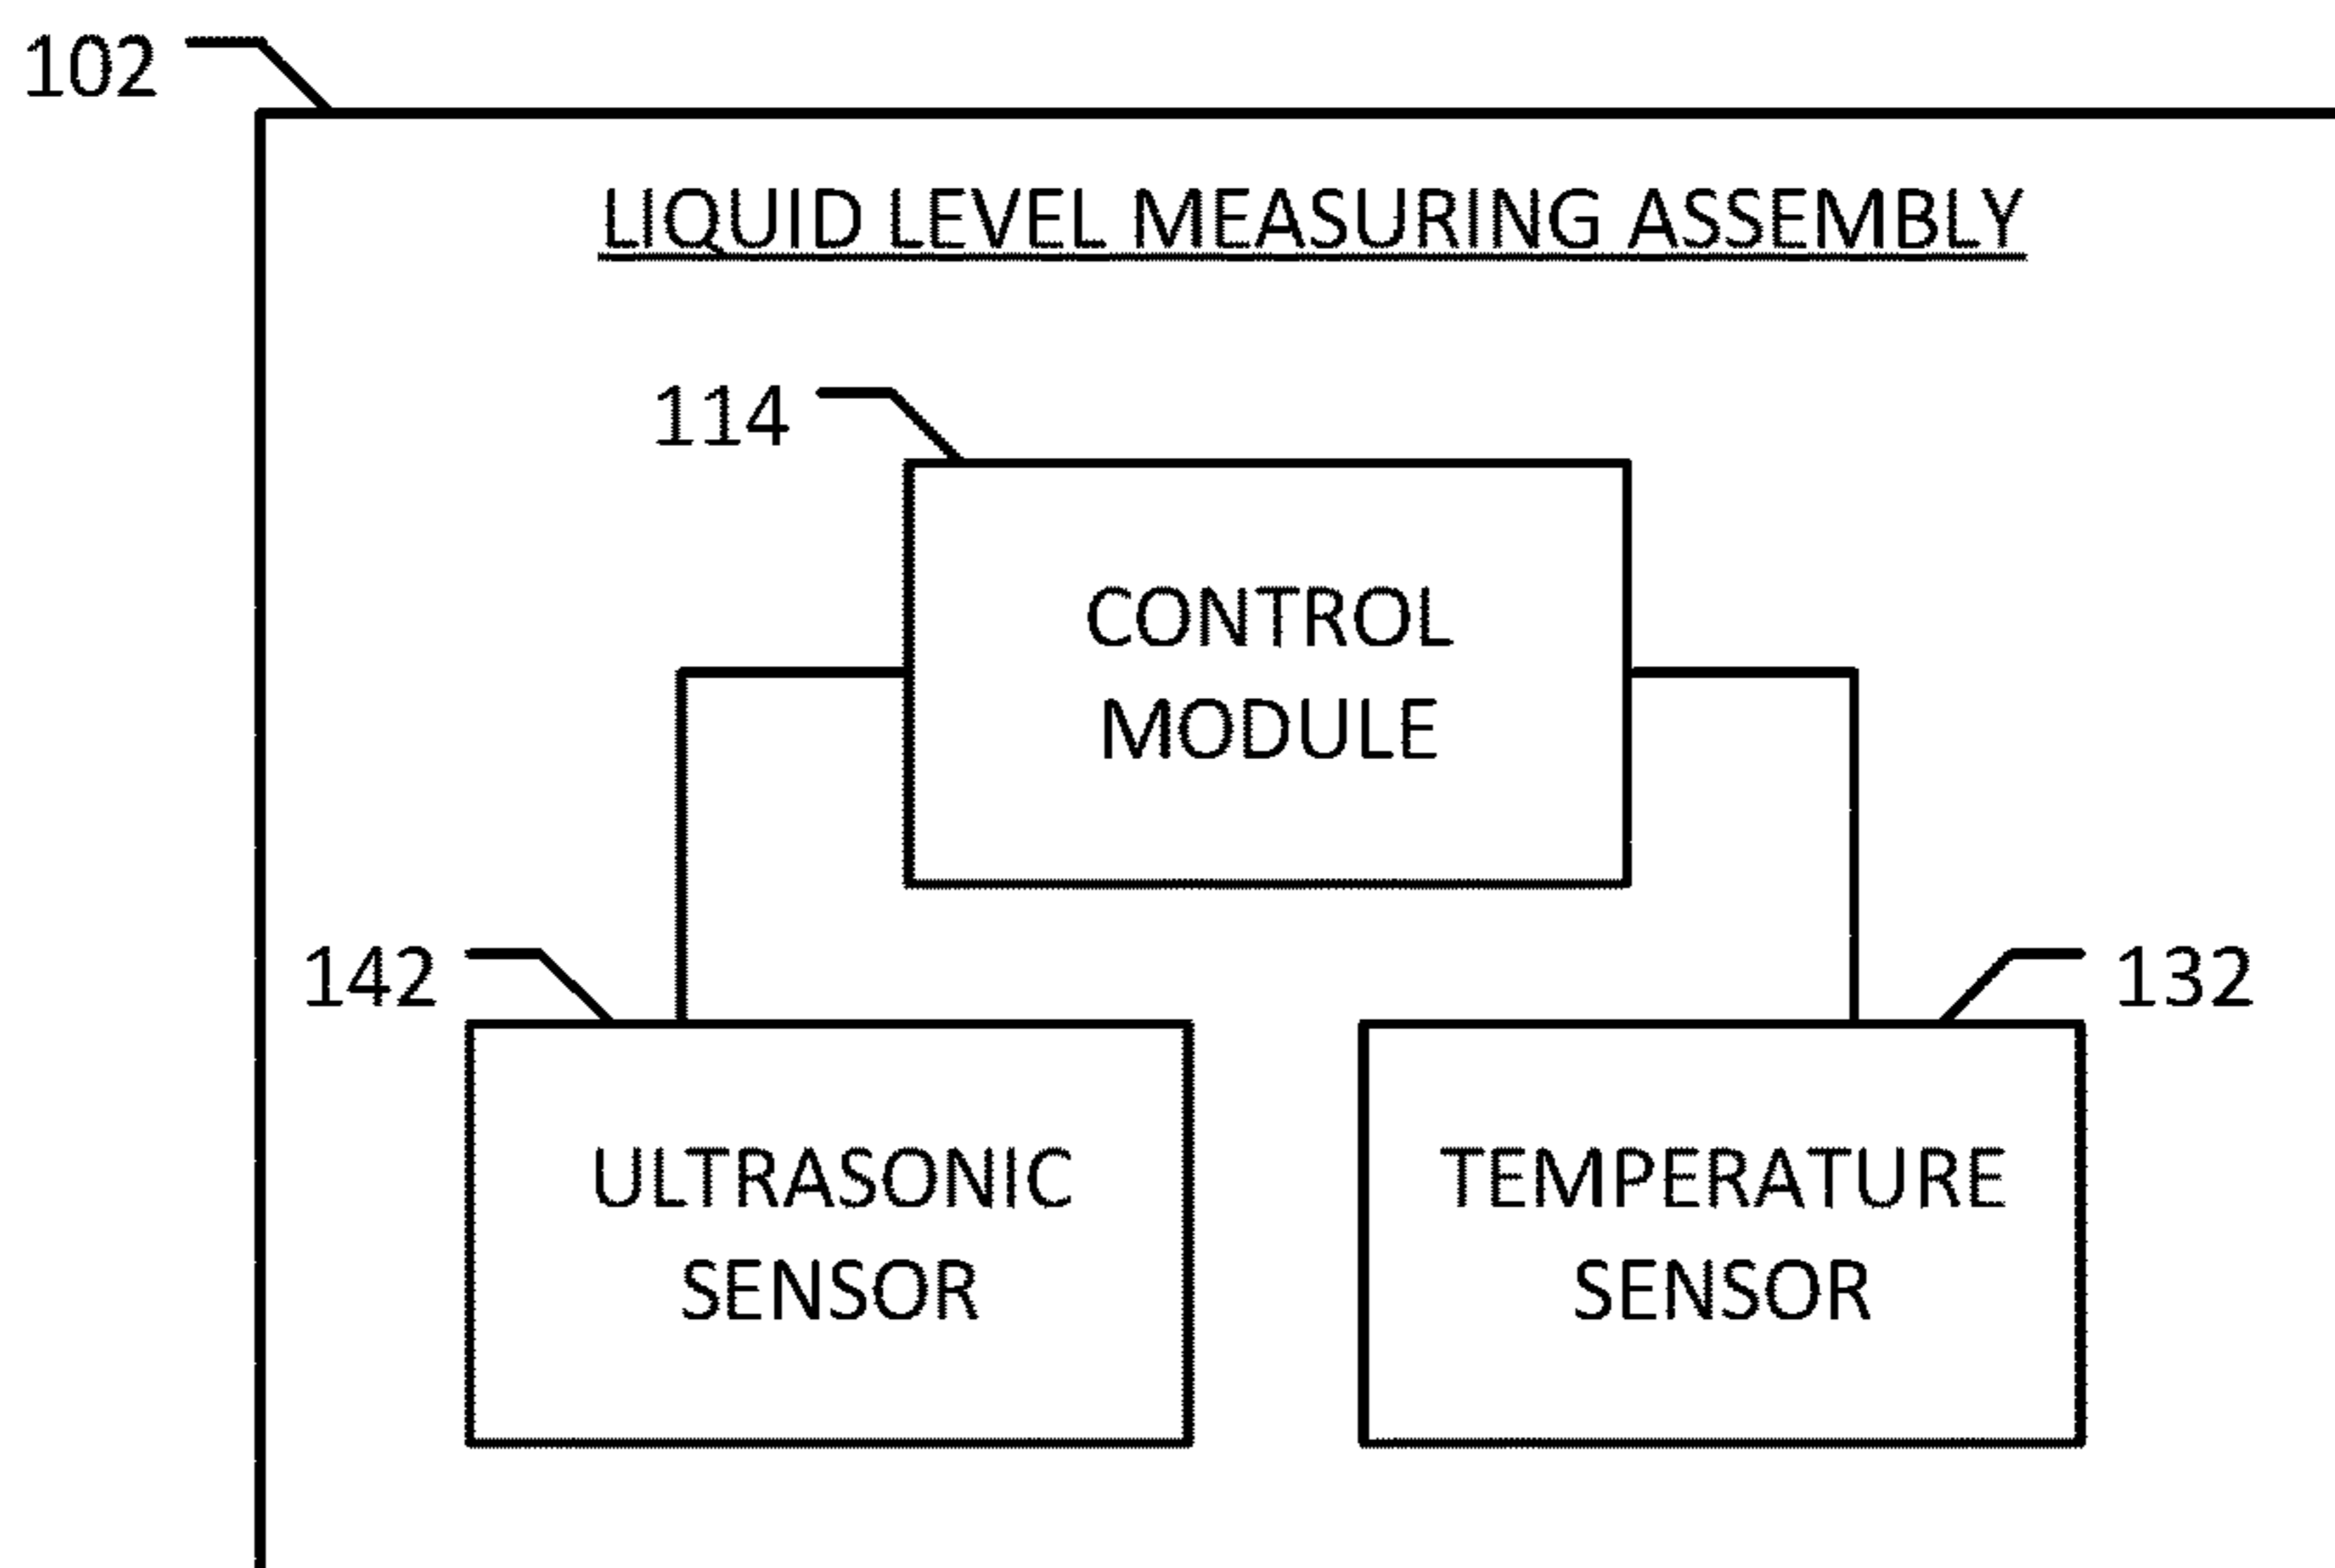 102
LIQUID LEVEL MEASURING ASSEMBLY
114
CONTROL
MODULE
142
132
ULTRASONIC
SENSOR
TEMPERATURE
SENSOR